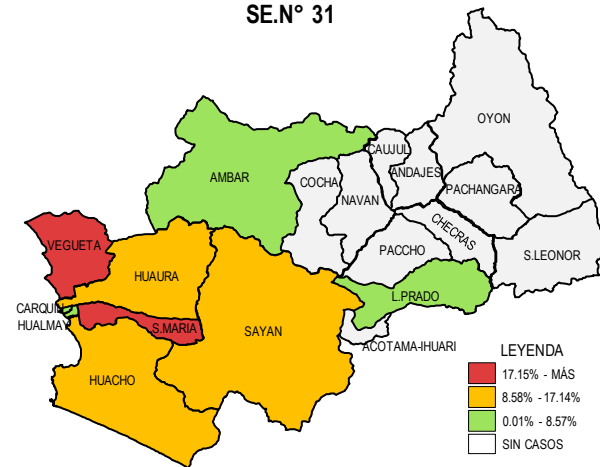 SE.N° 31
OYON
CAUJUL
ANDAJES
AMBAR
COCHA
NAVAN
PACHANGARA
CHECRAS
VEGUETA
PACCHO
S.LEONOR
HUAURA
L.PRADO
CARQUIN
HUALMAY
S.MARIA
SAYAN
ACOTAMA-IHUARI
HUACHO
LEYENDA
17.15% - MÁS
8.58% - 17.14%
0.01% - 8.57%
SIN CASOS